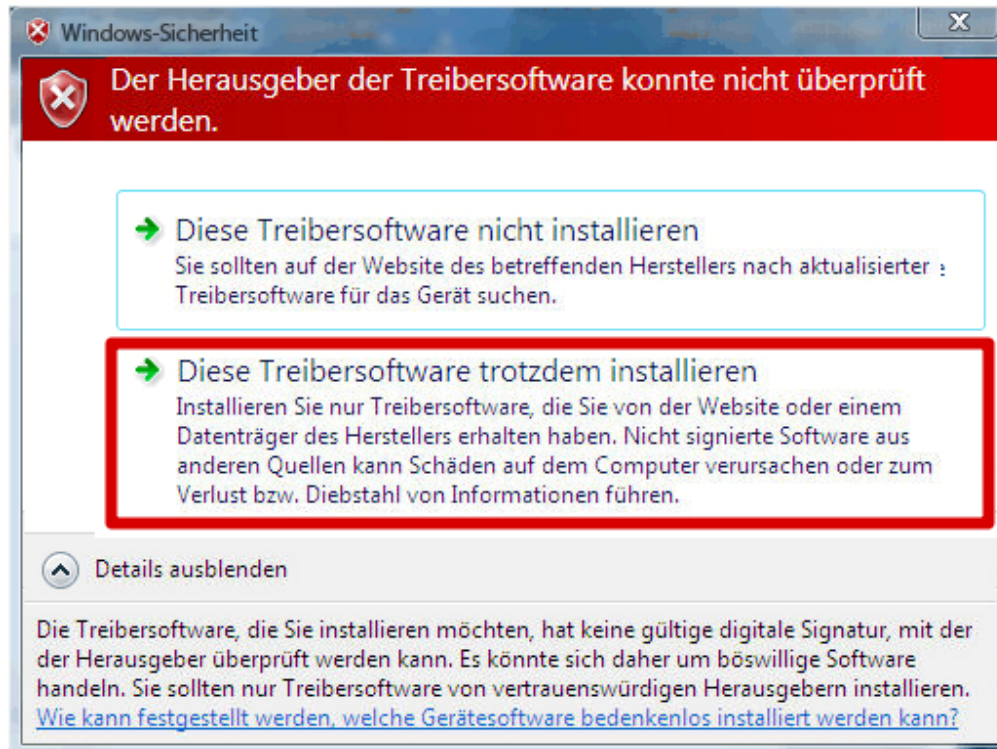 Windows-Sicherheit
Der Herausgeber der Treibersoftware konnte nicht überprüft
werden.
Diese Treibersoftware nicht installieren
Sie sollten auf der Website des betreffenden Herstellers nach aktualisierter
Treibersoftware für das Gerät suchen.
Diese Treibersoftware trotzdem installieren
Installieren Sie nur Treibersoftware, die Sie von der Website oder einem
Datenträger des Herstellers erhalten haben. Nicht signierte Software aus
anderen Quellen kann Schäden auf dem Computer verursachen oder zum
Verlust bzw. Diebstahl von Informationen führen.
Details ausblenden
Die Treibersoftware, die Sie installieren möchten, hat keine gültige digitale Signatur, mit der
der Herausgeber überprüft werden kann. Es könnte sich daher um böswillige Software
handeln. Sie sollten nur Treibersoftware von vertrauenswürdigen Herausgebern installieren.
Wie kann festgestellt werden, welche Gerätesoftware bedenkenlos installiert werden kann?